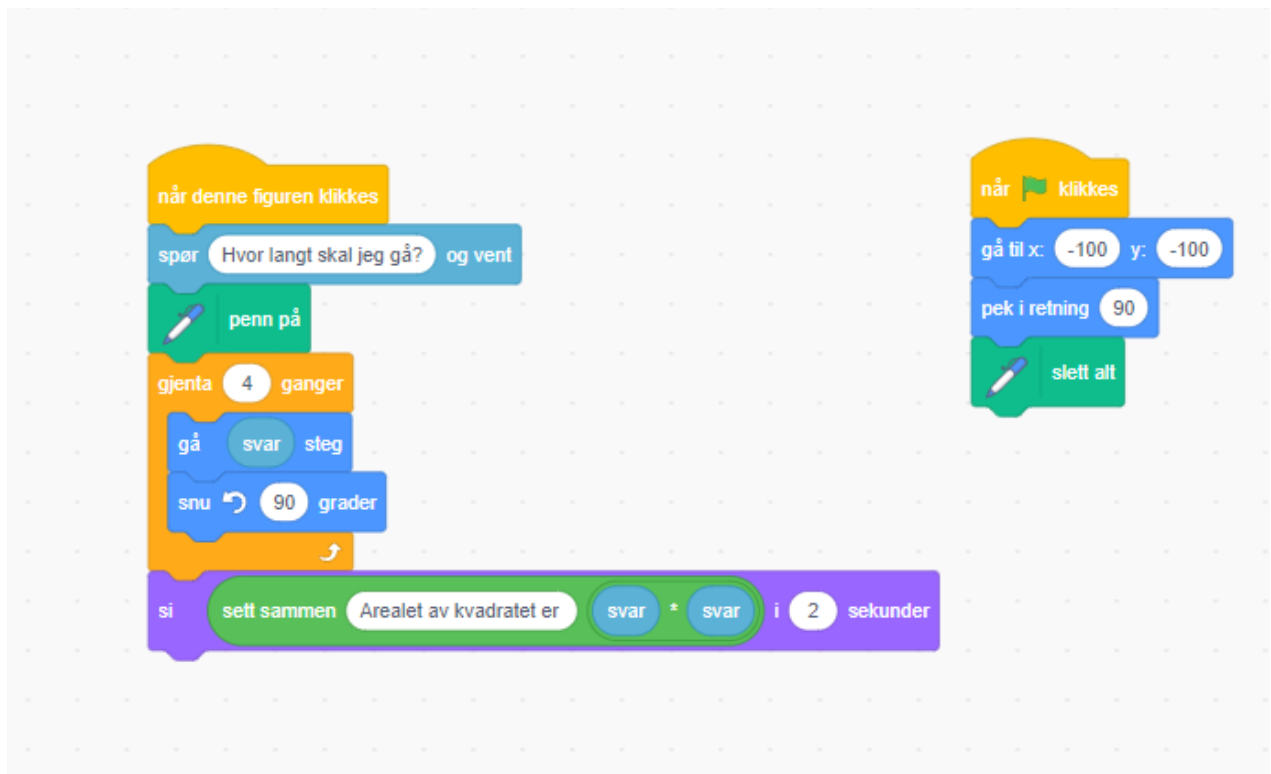 når denne figuren klikkes
spør Hvor langt skal jeg gå? og vent
penn på
gjenta 4 ganger
gå svar steg
snu 90 grader
si sett sammen Arealet av kvadratet er svar * svar i 2 sekunder
når klikkes
gå til x: -100 y: -100
pek i retning 90
slett alt